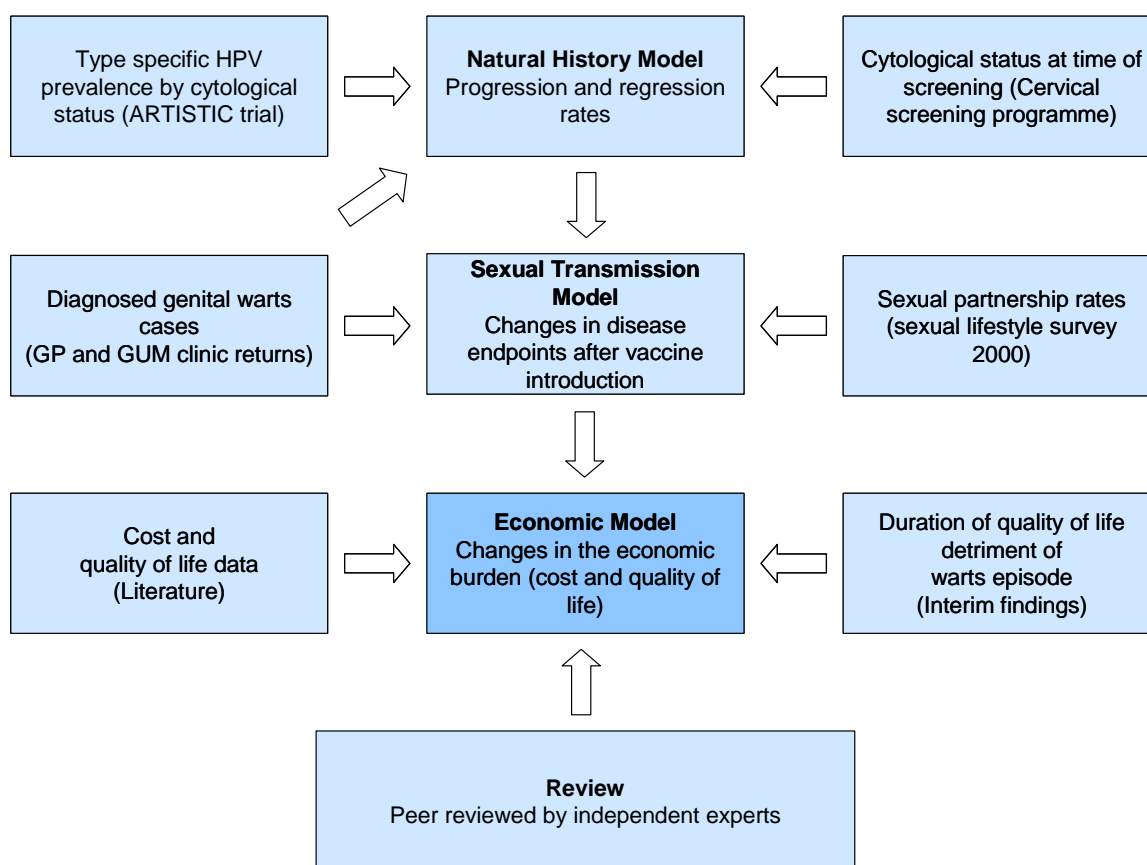 Type specific HPV
prevalence by cytological
status (ARTISTIC trial)
Natural History Model
Progression and regression
rates
Cytological status at time of
screening (Cervical
screening programme)
Diagnosed genital warts
cases
(GP and GUM clinic returns)
Sexual Transmission
Model
Changes in disease
endpoints after vaccine
introduction
Sexual partnership rates
(sexual lifestyle survey
2000)
Cost and
quality of life data
(Literature)
Economic Model
Changes in the economic
burden (cost and quality of
life)
Duration of quality of life
detriment of
warts episode
(Interim findings)
Review
Peer reviewed by independent experts